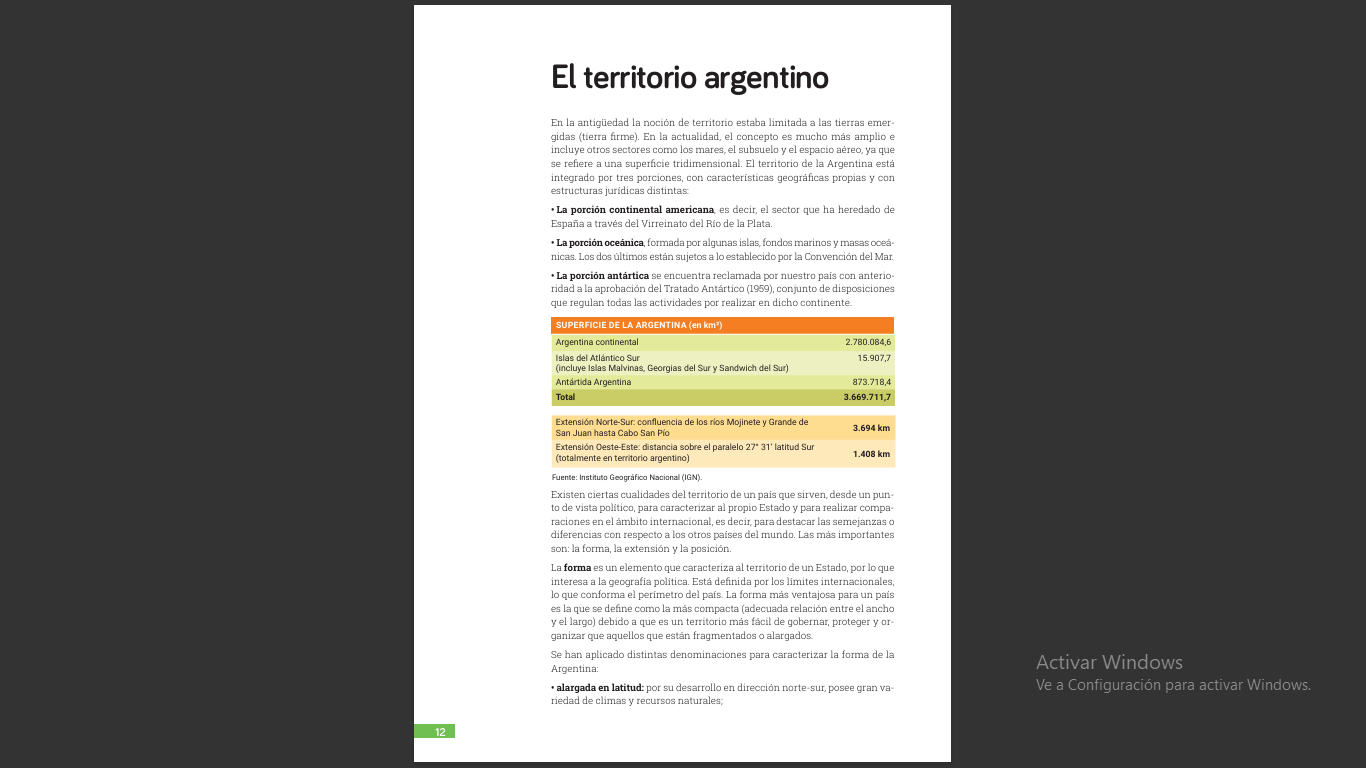 El territorio argentino
En la antigüedad la noción de territorio estaba limitada a las tierras emer-
gidas (tierra firme). En la actualidad, el concepto es mucho más amplio e
incluye otros sectores como los mares, el subsuelo y el espacio aéreo, ya que
se refiere a una superficie tridimensional. El territorio de la Argentina está
integrado por tres porciones, con características geográficas propias y con
estructuras jurídicas distintas:
• La porción continental americana, es decir, el sector que ha heredado de
España a través del Virreinato del Río de la Plata.
• La porción oceánica, formada por algunas islas, fondos marinos y masas oceá-
nicas. Los dos últimos están sujetos a lo establecido por la Convención del Mar.
• La porción antártica se encuentra reclamada por nuestro país con anterio-
ridad a la aprobación del Tratado Antártico (1959), conjunto de disposiciones
que regulan todas las actividades por realizar en dicho continente.
SUPERFICIE DE LA ARGENTINA (en km²)
Argentina continental 2.780.084,6
Islas del Atlántico Sur 15.907,7
(incluye Islas Malvinas, Georgias del Sur y Sandwich del Sur)
Antártida Argentina 873.718,4
Total 3.669.711,7
Extensión Norte-Sur: confluencia de los ríos Mojinete y Grande de
San Juan hasta Cabo San Pío 3.694 km
Extensión Oeste-Este: distancia sobre el paralelo 27° 31' latitud Sur
(totalmente en territorio argentino) 1.408 km
Fuente: Instituto Geográfico Nacional (IGN).
Existen ciertas cualidades del territorio de un país que sirven, desde un pun-
to de vista político, para caracterizar al propio Estado y para realizar compa-
raciones en el ámbito internacional, es decir, para destacar las semejanzas o
diferencias con respecto a los otros países del mundo. Las más importantes
son: la forma, la extensión y la posición.
La forma es un elemento que caracteriza al territorio de un Estado, por lo que
interesa a la geografía política. Está definida por los límites internacionales,
lo que conforma el perímetro del país. La forma más ventajosa para un país
es la que se define como la más compacta (adecuada relación entre el ancho
y el largo) debido a que es un territorio más fácil de gobernar, proteger y or-
ganizar que aquellos que están fragmentados o alargados.
Se han aplicado distintas denominaciones para caracterizar la forma de la
Argentina:
• alargada en latitud: por su desarrollo en dirección norte-sur, posee gran va-
riedad de climas y recursos naturales;
12
Activar Windows
Ve a Configuración para activar Windows.